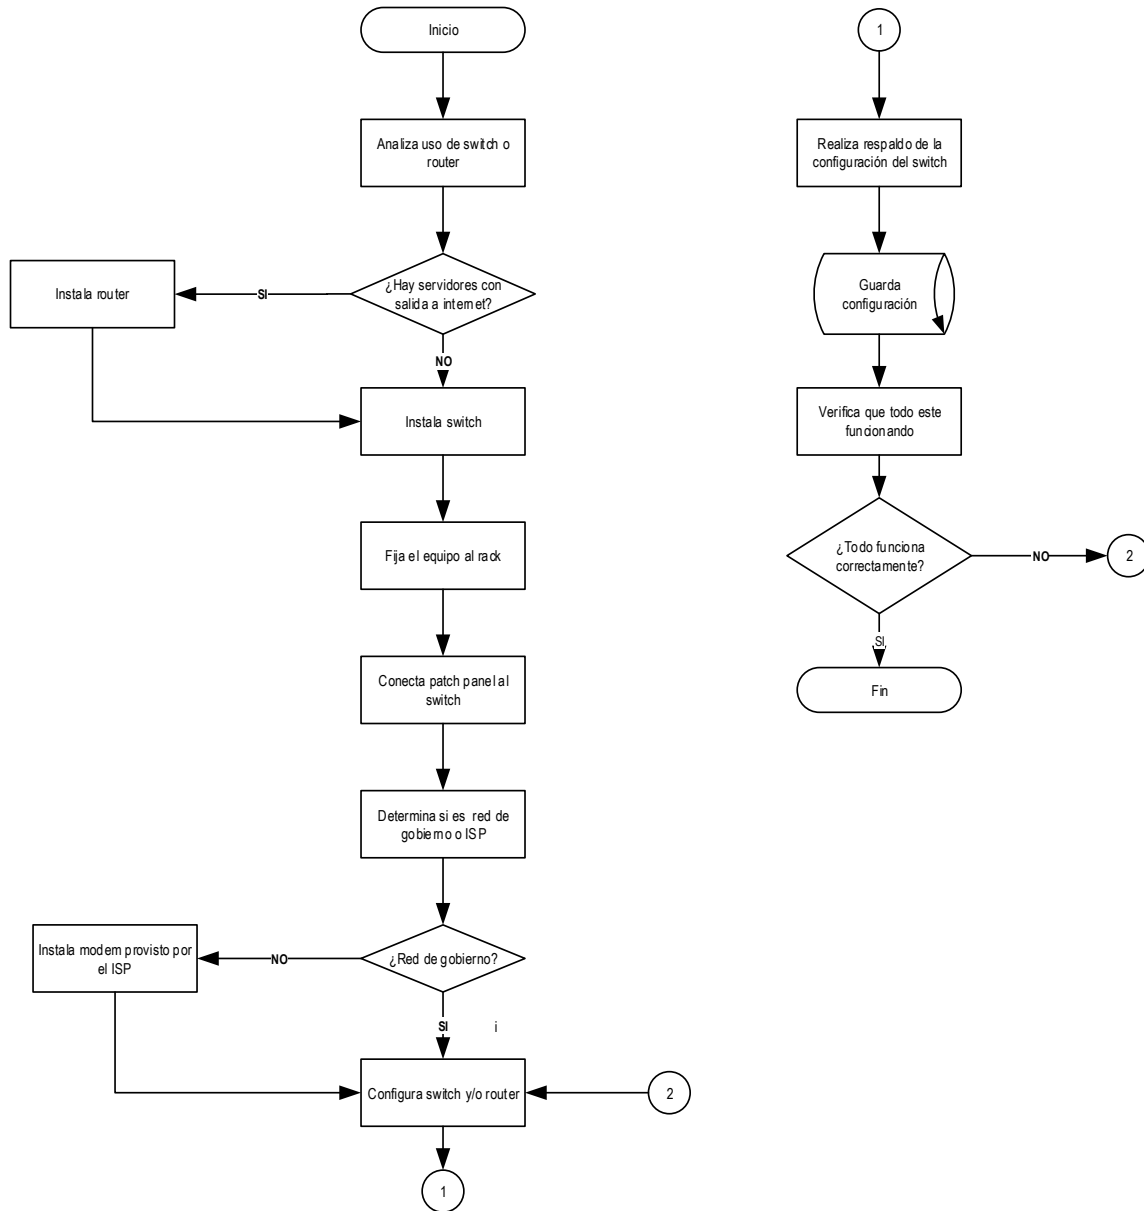 Inicio
Analiza uso de switch o
router
¿Hay servidores con
salida a internet?
SI
Instala router
NO
Instala switch
Fija el equipo al rack
Conecta patch panel al
switch
Determina si es red de
gobierno o ISP
¿Red de gobierno?
NO
Instala modem provisto por
el ISP
SI
i
Configura switch y/o router
2
1
1
Realiza respaldo de la
configuración del switch
Guarda
configuración
Verifica que todo este
funcionando
¿Todo funciona
correctamente?
NO
2
SI
Fin